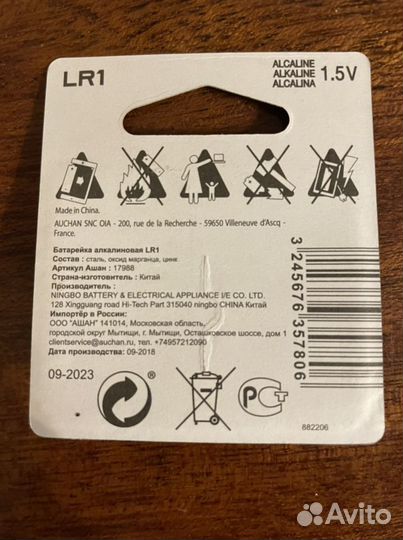 LR1
ALCALINE
ALKALINE
ALCALINA
1.5V
Made in China.
AUCHAN SNC OIA - 200, rue de la Recherche - 59650 Villeneuve d'Ascq -
France.
Батарейка алкалиновая LR1
Состав : сталь, оксид марганца, цинк
Артикул Ашан : 17988
Страна-изготовитель : Китай
Производитель :
NINGBO BATTERY & ELECTRICAL APPLIANCE I/E CO. LTD.
128 Xingguang road Hi-Tech Part 315040 ningbo CHINA Китай
Импортёр в России:
ООО "АШАН" 141014, Московская область,
городской округ Мытищи, г. Мытищи, Осташковское шоссе, дом 1
clientservice@auchan.ru, тел.:+74957212090
Дата производства: 09-2018
09-2023
3 245676 357806
РСТ
682206
Avito